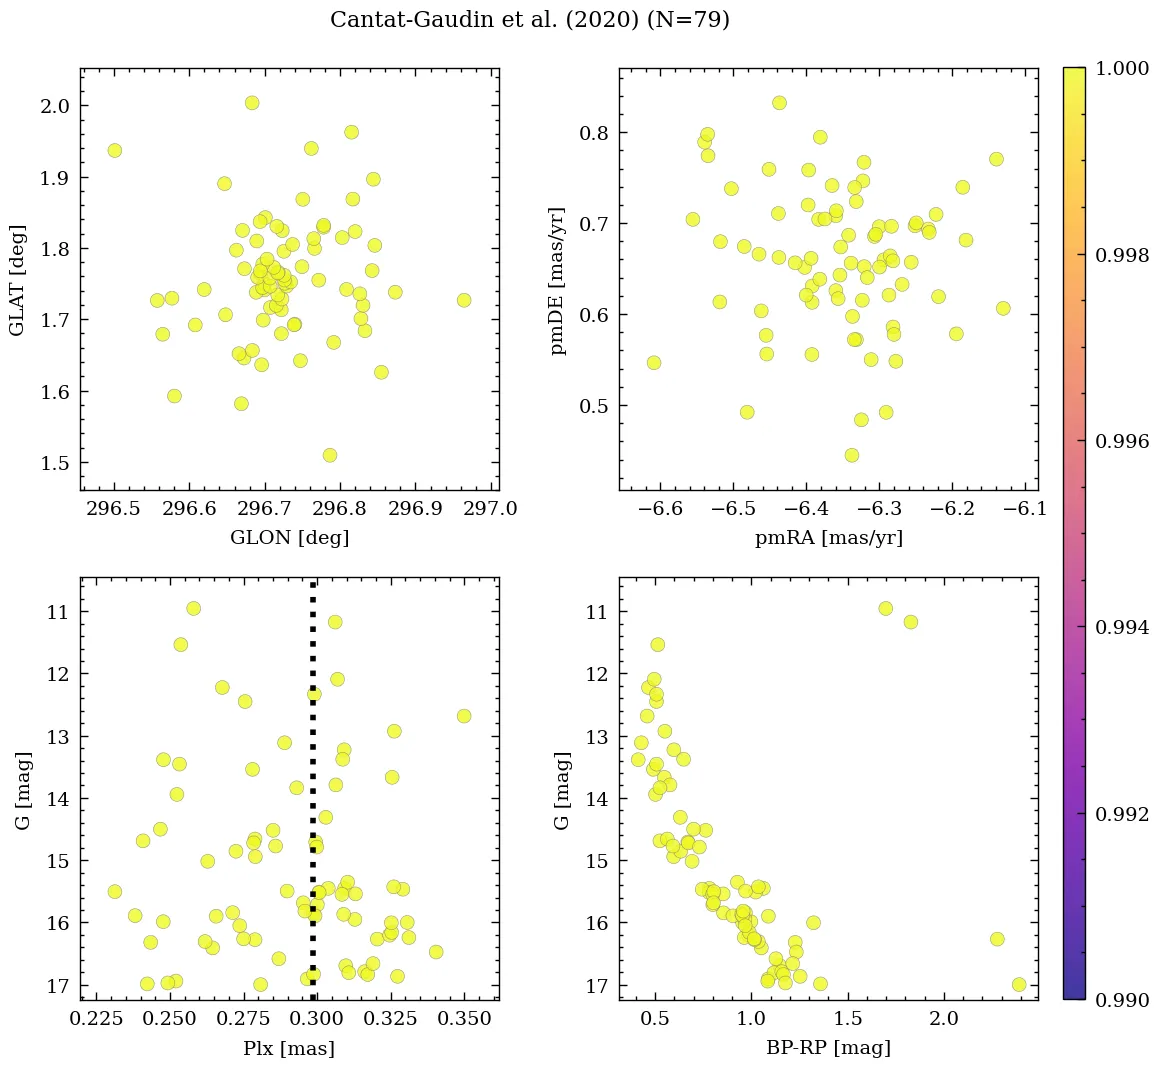 Cantat-Gaudin et al. (2020) (N=79)
2.0
1.9
1.8
1.7
1.6
1.5
GLAT [deg]
296.5 296.6 296.7 296.8 296.9 297.0
GLON [deg]
0.8
0.7
0.6
0.5
pmDE [mas/yr]
−6.6 −6.5 −6.4 −6.3 −6.2 −6.1
pmRA [mas/yr]
11
12
13
14
15
16
17
G [mag]
0.225 0.250 0.275 0.300 0.325 0.350
Plx [mas]
11
12
13
14
15
16
17
G [mag]
0.5 1.0 1.5 2.0
BP-RP [mag]
1.000
0.998
0.996
0.994
0.992
0.990